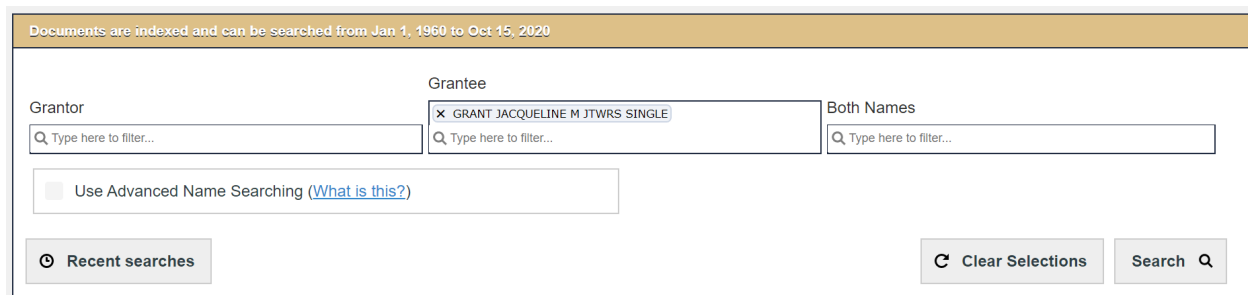 Documents are indexed and can be searched from Jan 1, 1960 to Oct 15, 2020
Grantor
Type here to filter...
Grantee
× GRANT JACQUELINE M JTWRS SINGLE
Type here to filter...
Both Names
Type here to filter...
Use Advanced Name Searching (What is this?)
Recent searches
Clear Selections
Search